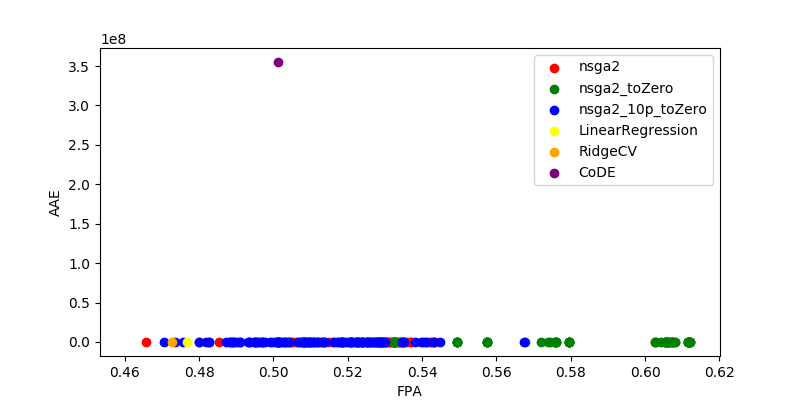 1e8
3.5
3.0
2.5
2.0
1.5
1.0
0.5
0.0
AAE
0.46 0.48 0.50 0.52 0.54 0.56 0.58 0.60 0.62
FPA
nsga2
nsga2_toZero
nsga2_10p_toZero
LinearRegression
RidgeCV
CoDE